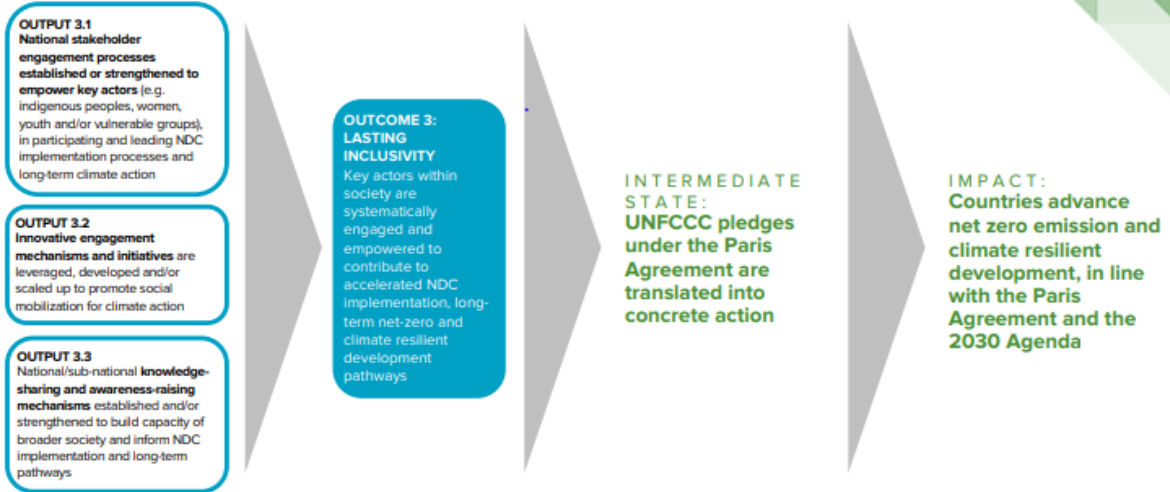 OUTPUT 3.1
National stakeholder
engagement processes
established or strengthened to
empower key actors (e.g.
indigenous peoples, women,
youth and/or vulnerable groups),
in participating and leading NDC
implementation processes and
long-term climate action
OUTPUT 3.2
Innovative engagement
mechanisms and initiatives are
leveraged, developed and/or
scaled up to promote social
mobilization for climate action
OUTPUT 3.3
National/sub-national knowledge-
sharing and awareness-raising
mechanisms established and/or
strengthened to build capacity of
broader society and inform NDC
implementation and long-term
pathways
OUTCOME 3:
LASTING
INCLUSIVITY
Key actors within
society are
systematically
engaged and
empowered to
contribute to
accelerated NDC
implementation, long-
term net-zero and
climate resilient
development
pathways
INTERMEDIATE
STATE:
UNFCCC pledges
under the Paris
Agreement are
translated into
concrete action
IMPACT:
Countries advance
net zero emission and
climate resilient
development, in line
with the Paris
Agreement and the
2030 Agenda